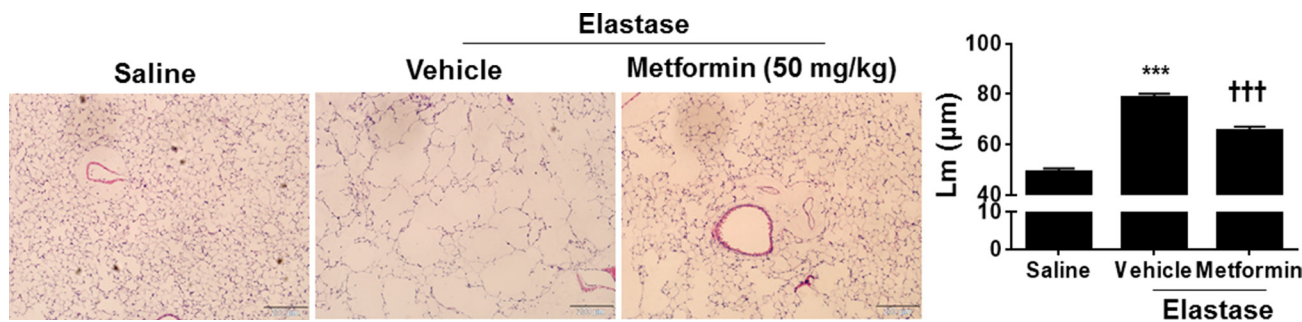 Elastase
Saline
Vehicle
Metformin (50 mg/kg)
Lm (µm)
100
80
60
40
10
0
***
†††
Saline
Vehicle
Metformin
Elastase